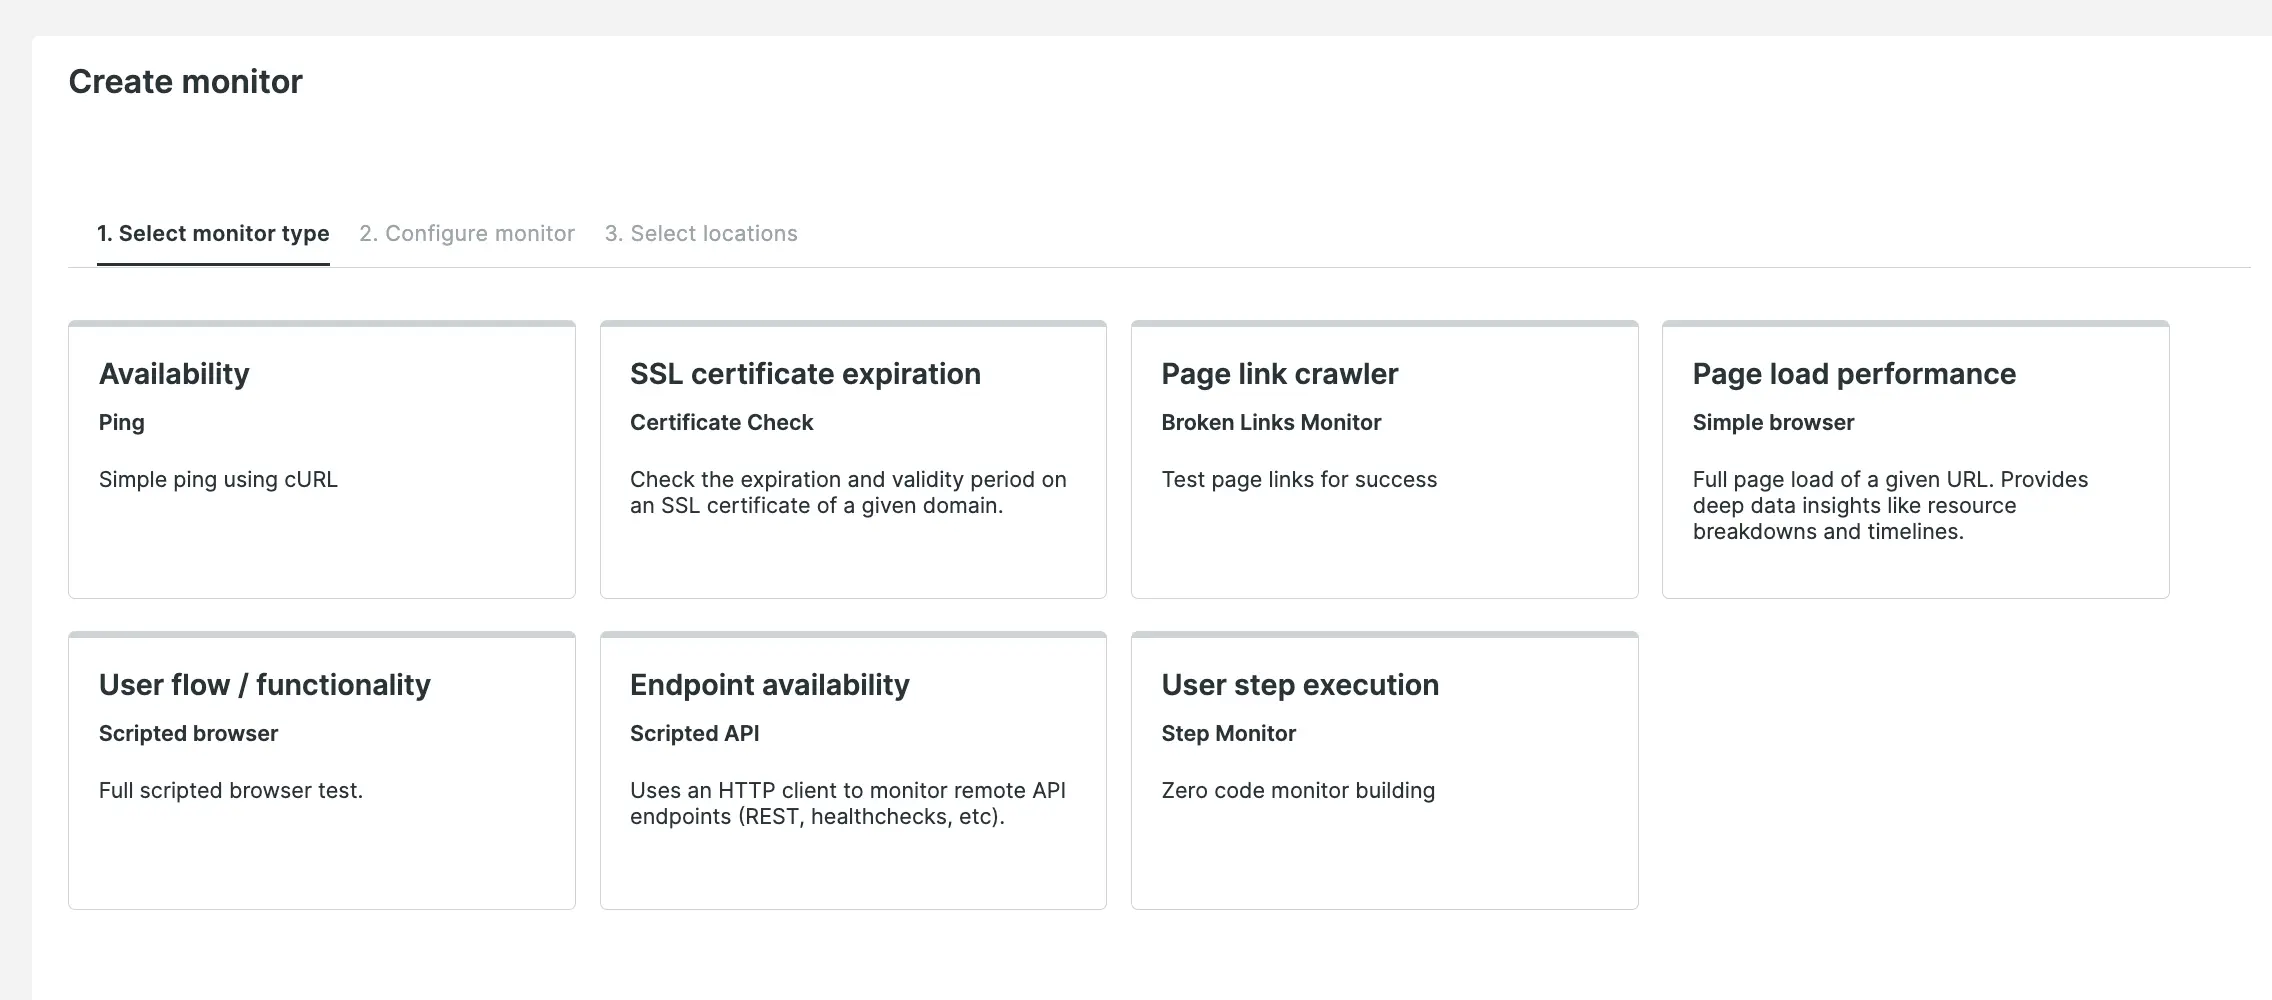 Create monitor
1. Select monitor type
2. Configure monitor
3. Select locations
Availability
Ping
Simple ping using cURL
SSL certificate expiration
Certificate Check
Check the expiration and validity period on
an SSL certificate of a given domain.
Page link crawler
Broken Links Monitor
Test page links for success
Page load performance
Simple browser
Full page load of a given URL. Provides
deep data insights like resource
breakdowns and timelines.
User flow / functionality
Scripted browser
Full scripted browser test.
Endpoint availability
Scripted API
Uses an HTTP client to monitor remote API
endpoints (REST, healthchecks, etc).
User step execution
Step Monitor
Zero code monitor building